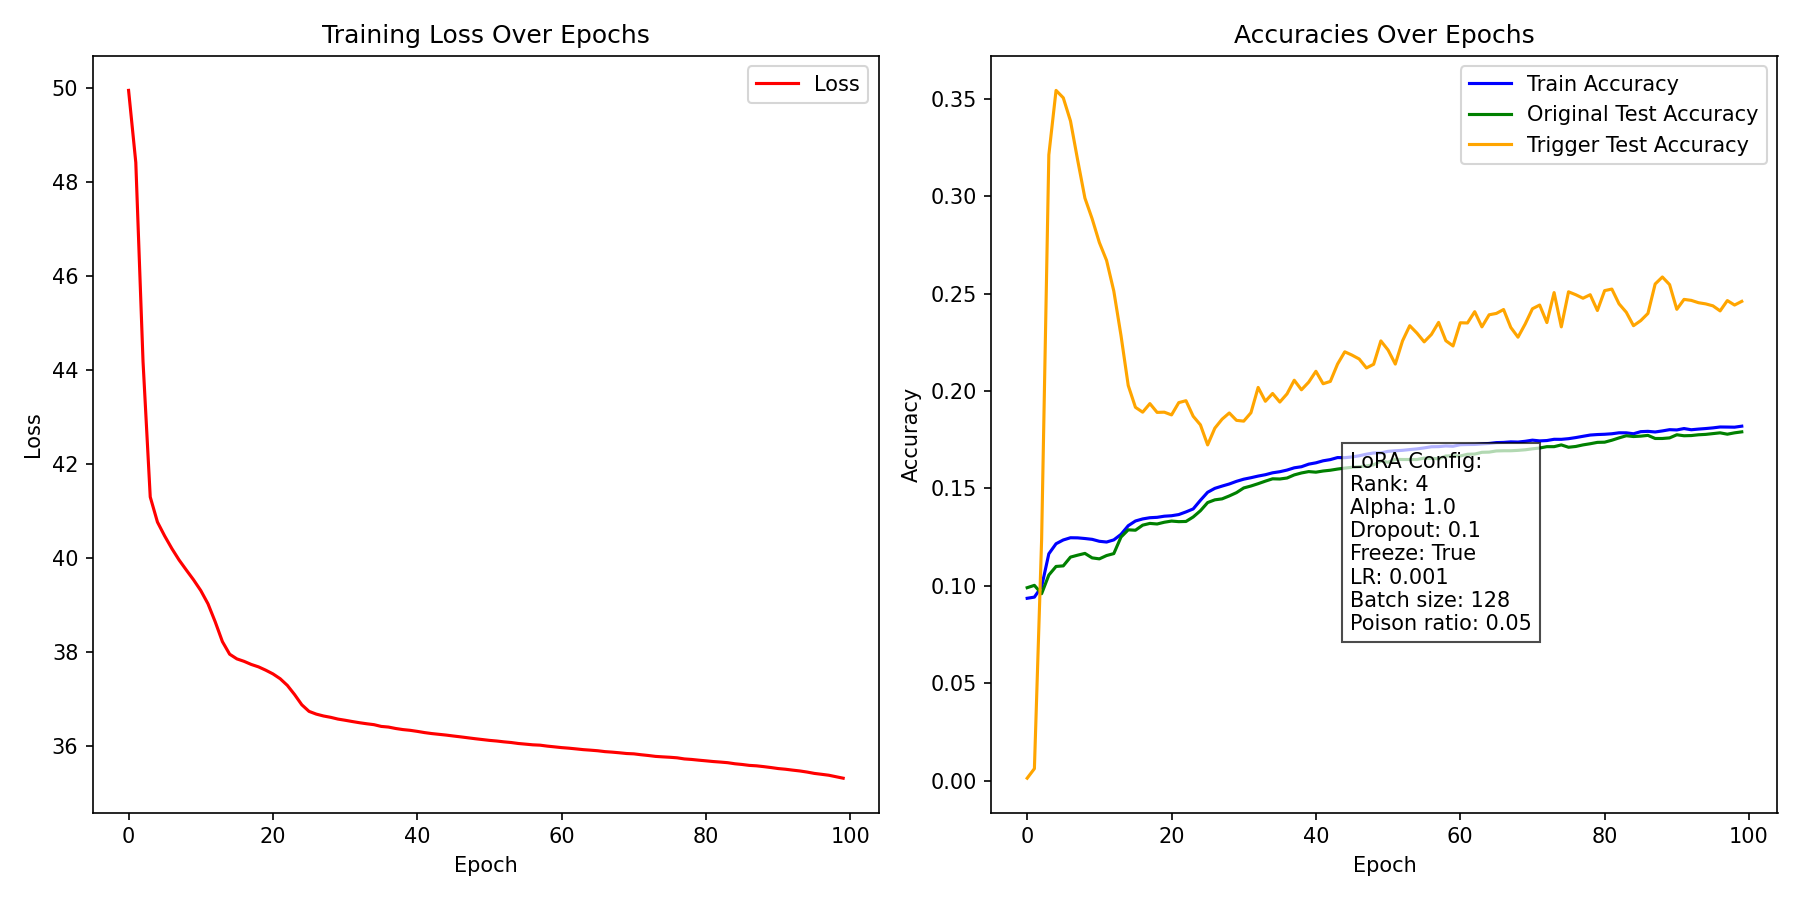 Training Loss Over Epochs
Loss
50
48
46
44
42
40
38
36
Loss
0 20 40 60 80 100
Epoch
Accuracies Over Epochs
Train Accuracy
Original Test Accuracy
Trigger Test Accuracy
0.35
0.30
0.25
0.20
0.15
0.10
0.05
0.00
Accuracy
LoRA Config:
Rank: 4
Alpha: 1.0
Dropout: 0.1
Freeze: True
LR: 0.001
Batch size: 128
Poison ratio: 0.05
0 20 40 60 80 100
Epoch